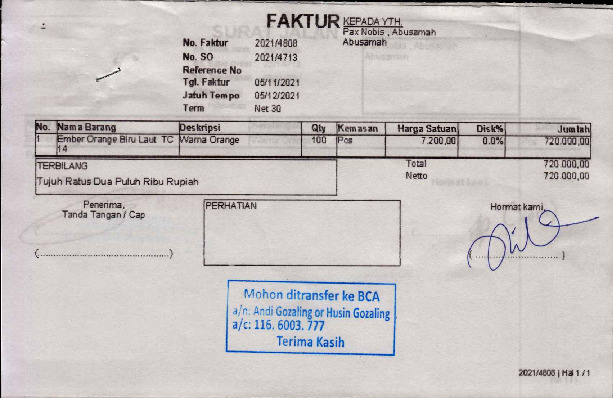 FAKTUR KEPADA YTH.
Pax Nobis , Abusamah
Abusamah
No. Faktur 2021/4808
No. SO 2021/4713
Reference No
Tgl. Faktur 05/11/2021
Jatuh Tempo 05/12/2021
Term Net 30
No. Nama Barang Deskripsi Qty Kemasan Harga Satuan Disk% Jumlah
1 Ember Orange Biru Laut TC Warna Orange 100 Pos 7.200,00 0.0% 720.000,00
14
TERBILANG Total 720.000,00
Netto 720.000,00
Tujuh Ratus Dua Puluh Ribu Rupiah
Penerima, PERHATIAN Hormat kami,
Tanda Tangan / Cap
(.................................) (.........................)
Mohon ditransfer ke BCA
a/n: Andi Gozaling or Husin Gozaling
a/c: 116. 6003. 777
Terima Kasih
2021/4808 | Hal 1 / 1